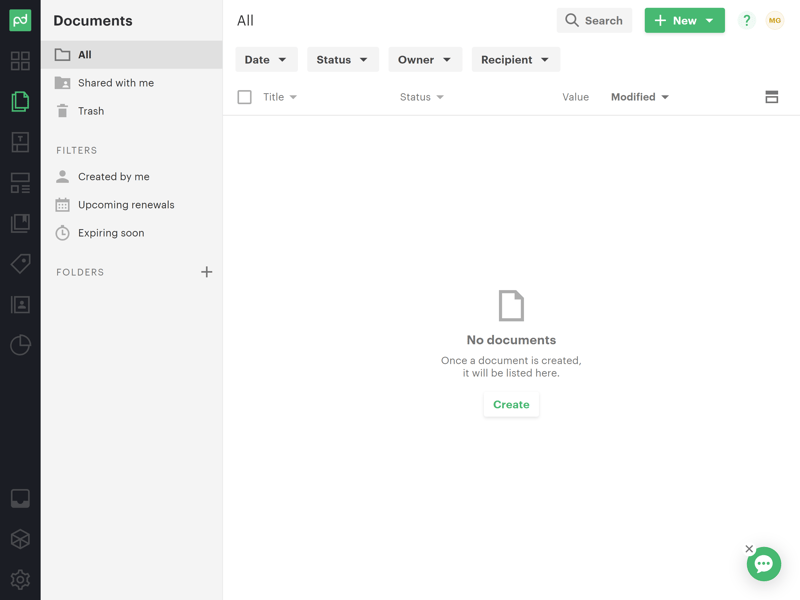 pd
Documents
All
Shared with me
Trash
FILTERS
Created by me
Upcoming renewals
Expiring soon
FOLDERS
All
Search
New
?
MG
Date
Status
Owner
Recipient
Title
Status
Value
Modified
No documents
Once a document is created,
it will be listed here.
Create